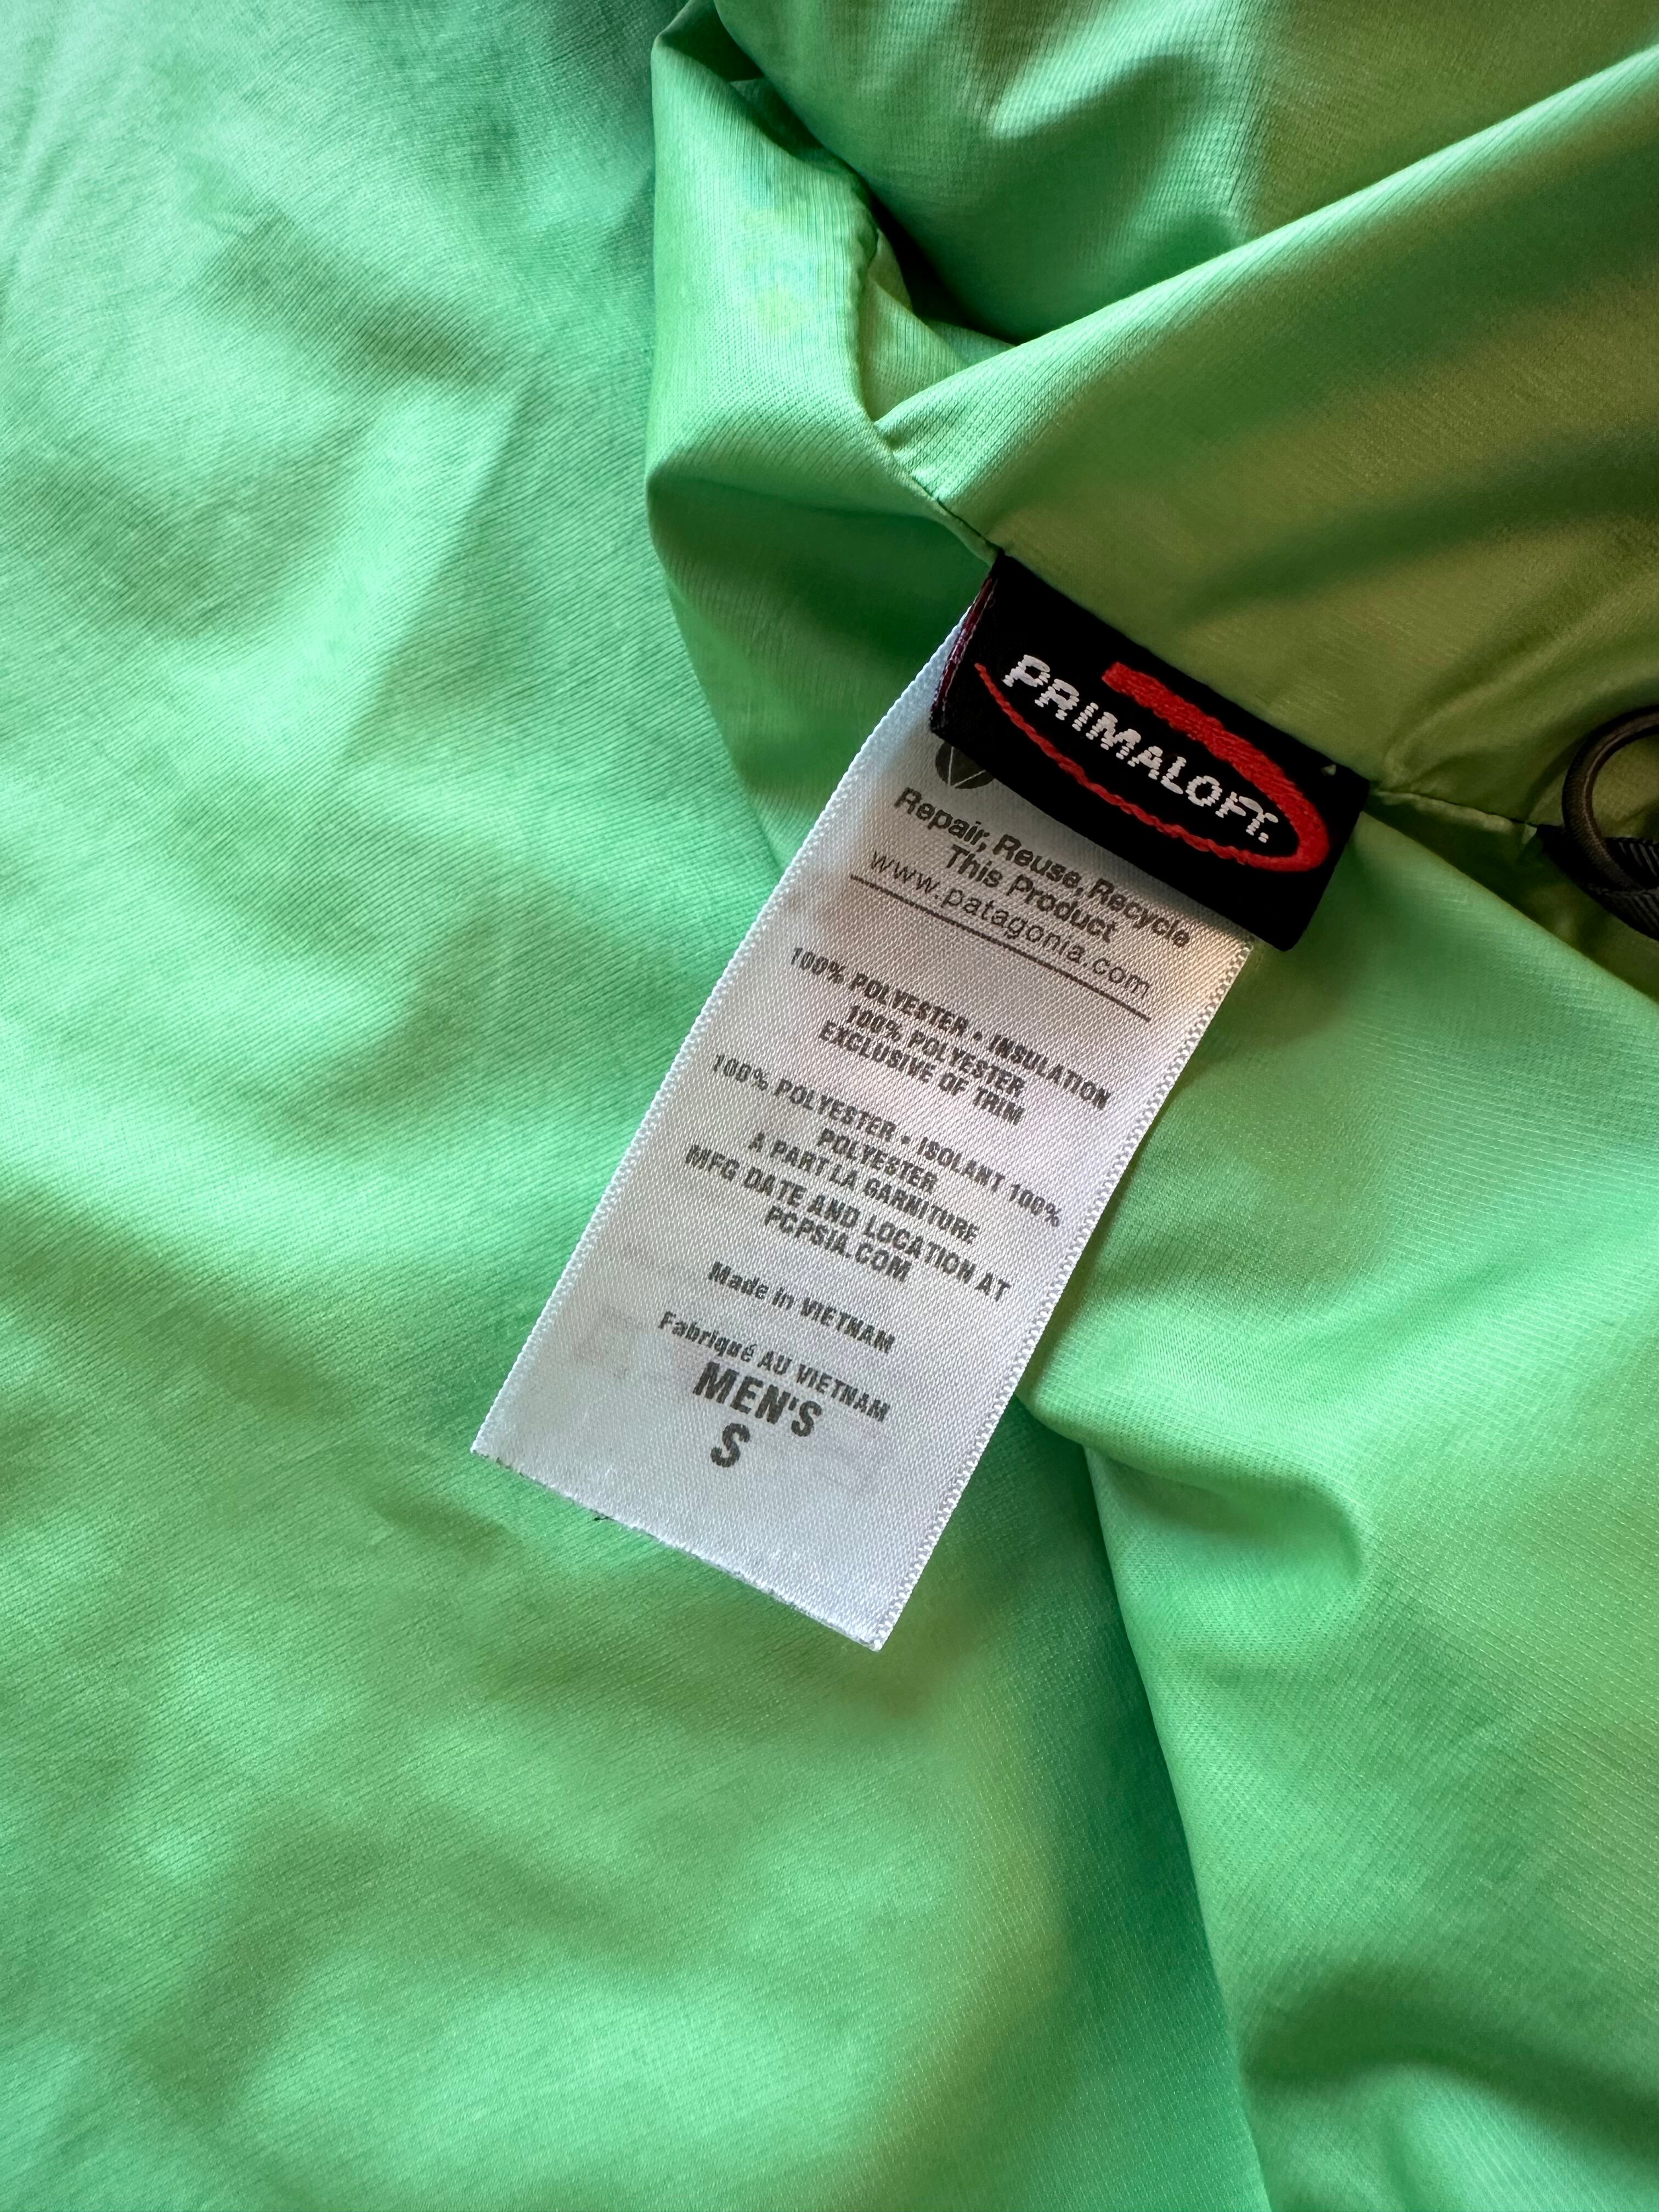 PRIMALOFT.
Repair, Reuse, Recycle
This Product
www.patagonia.com
100% POLYESTER • INSULATION
100% POLYESTER
EXCLUSIVE OF TRIM
100% POLYESTER • ISOLANT 100%
POLYESTER
A PART LA GARNITURE
MFG DATE AND LOCATION AT
PCPSIA.COM
Made in VIETNAM
Fabriqué AU VIETNAM
MEN'S
S